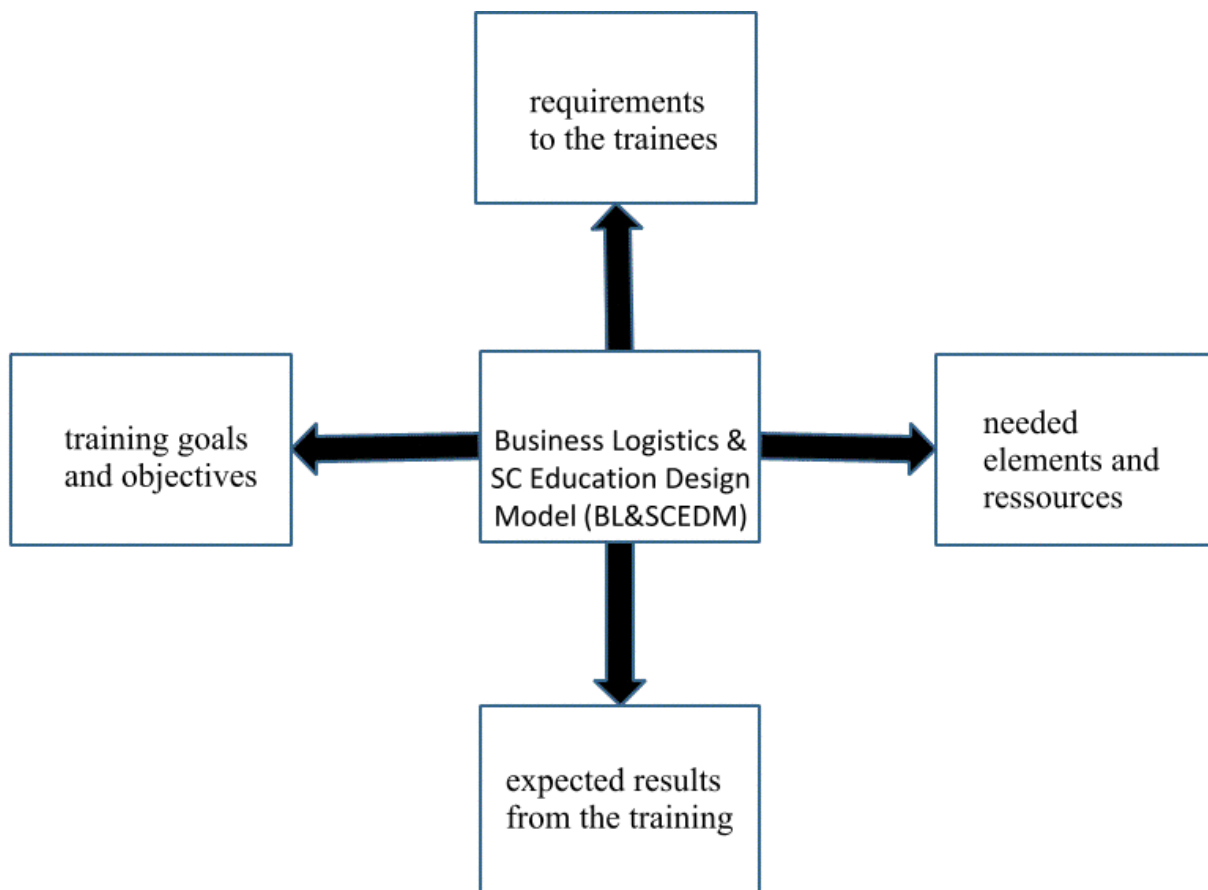 requirements
to the trainees
training goals
and objectives
Business Logistics &
SC Education Design
Model (BL&SCEDM)
needed
elements and
ressources
expected results
from the training